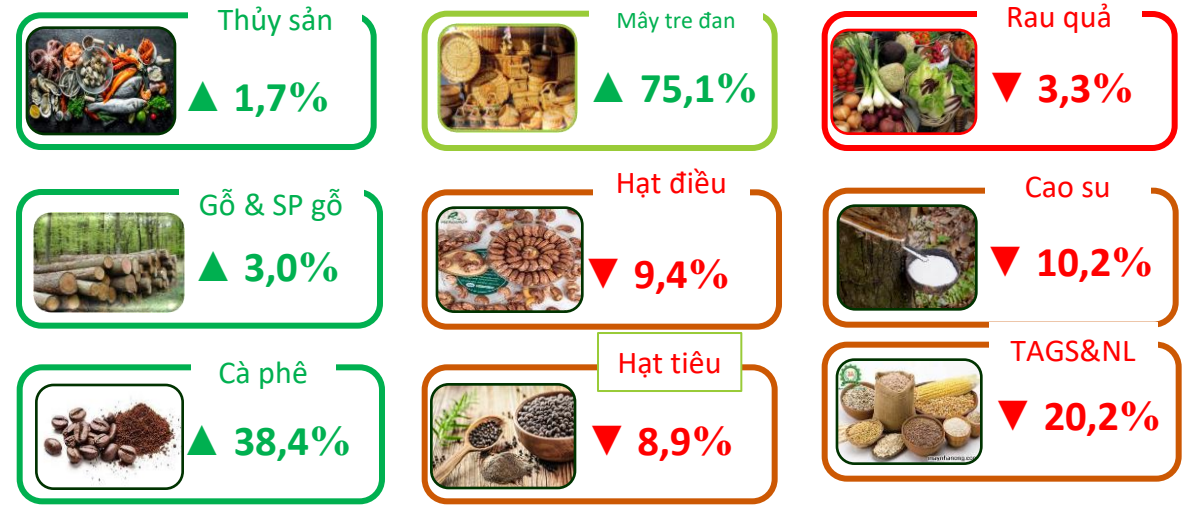 Thủy sản
▲ 1,7%
Mây tre đan
▲ 75,1%
Rau quả
▼ 3,3%
Gỗ & SP gỗ
▲ 3,0%
Hạt điều
▼ 9,4%
Cao su
▼ 10,2%
Cà phê
▲ 38,4%
Hạt tiêu
▼ 8,9%
TAGS&NL
▼ 20,2%